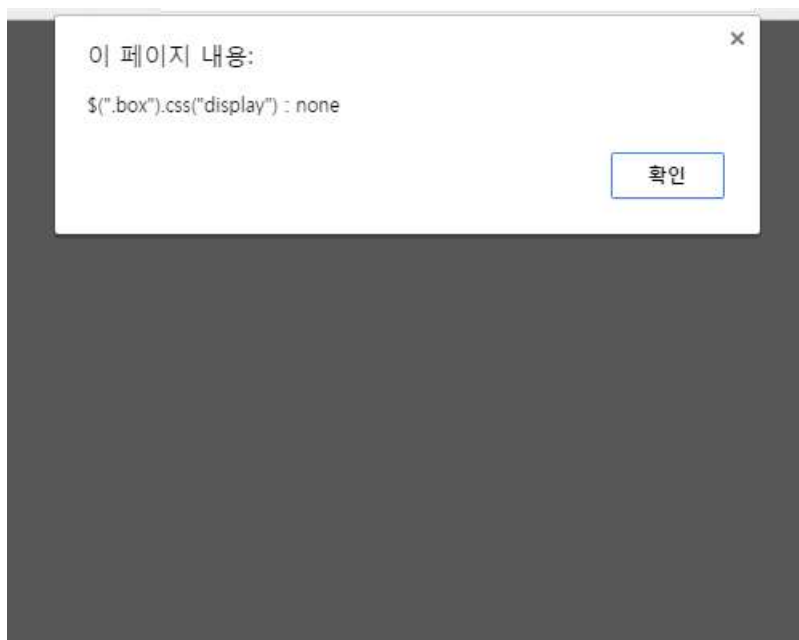 이 페이지 내용:
$(".box").css("display") : none
확인